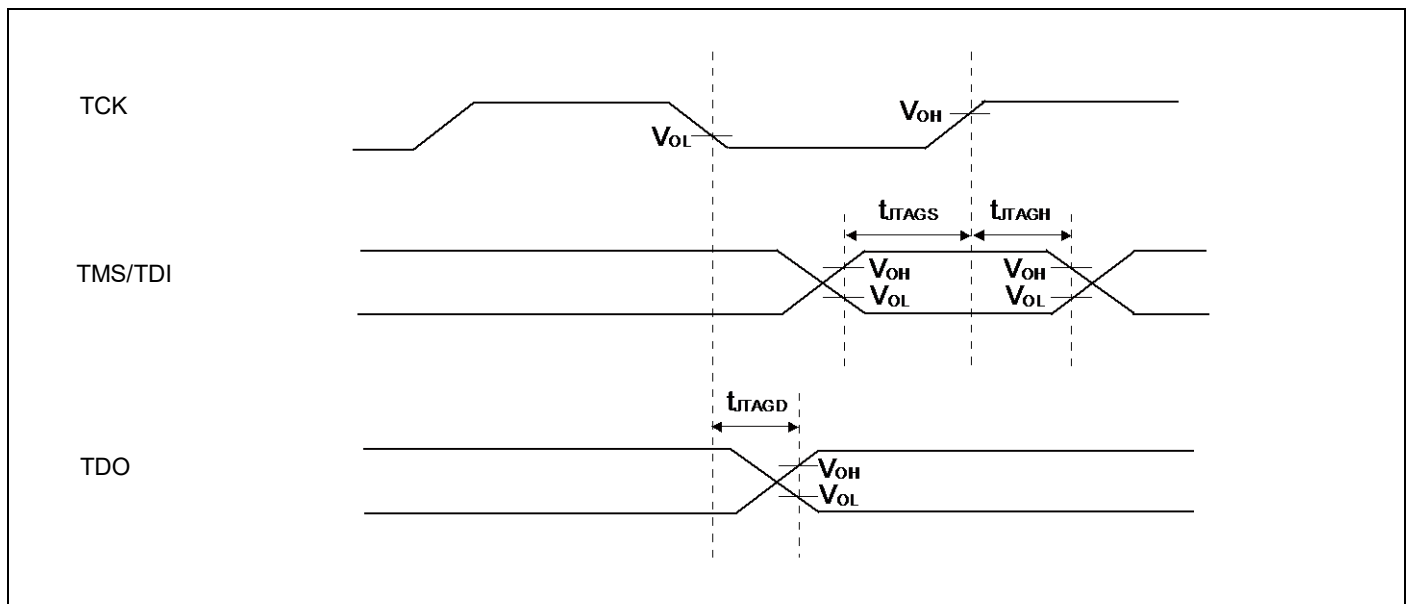 TCK
VOL
VOH
tJTAGS
tJTAGH
TMS/TDI
VOH
VOH
VOL
VOL
tJTAGD
TDO
VOH
VOL